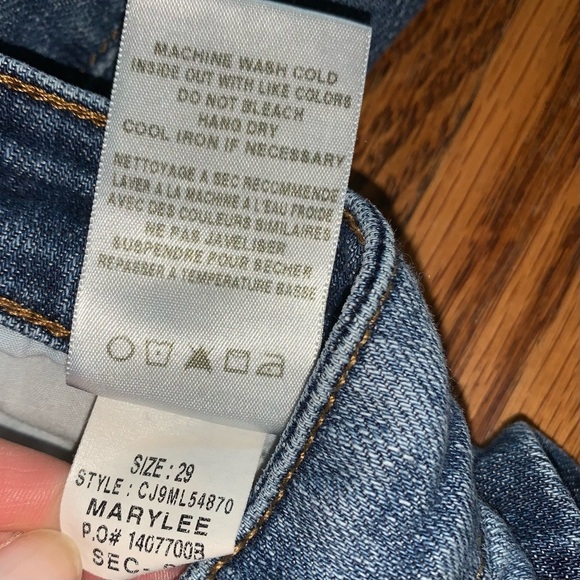 MACHINE WASH COLD
INSIDE OUT WITH LIKE COLORS
DO NOT BLEACH
HANG DRY
COOL IRON IF NECESSARY
NETTOYAGE A SEC RECOMMENDE
LAVER A LA MACHINE A L'EAU FROIDE
AVEC DES COULEURS SIMILAIRES
NE PAS JAVELISER
SUSPENDRE POUR SECHER
REPASSER A TEMPERATURE BASSE
SIZE : 29
STYLE : CJ9ML54870
MARYLEE
P.O# 1407700B
SEC-